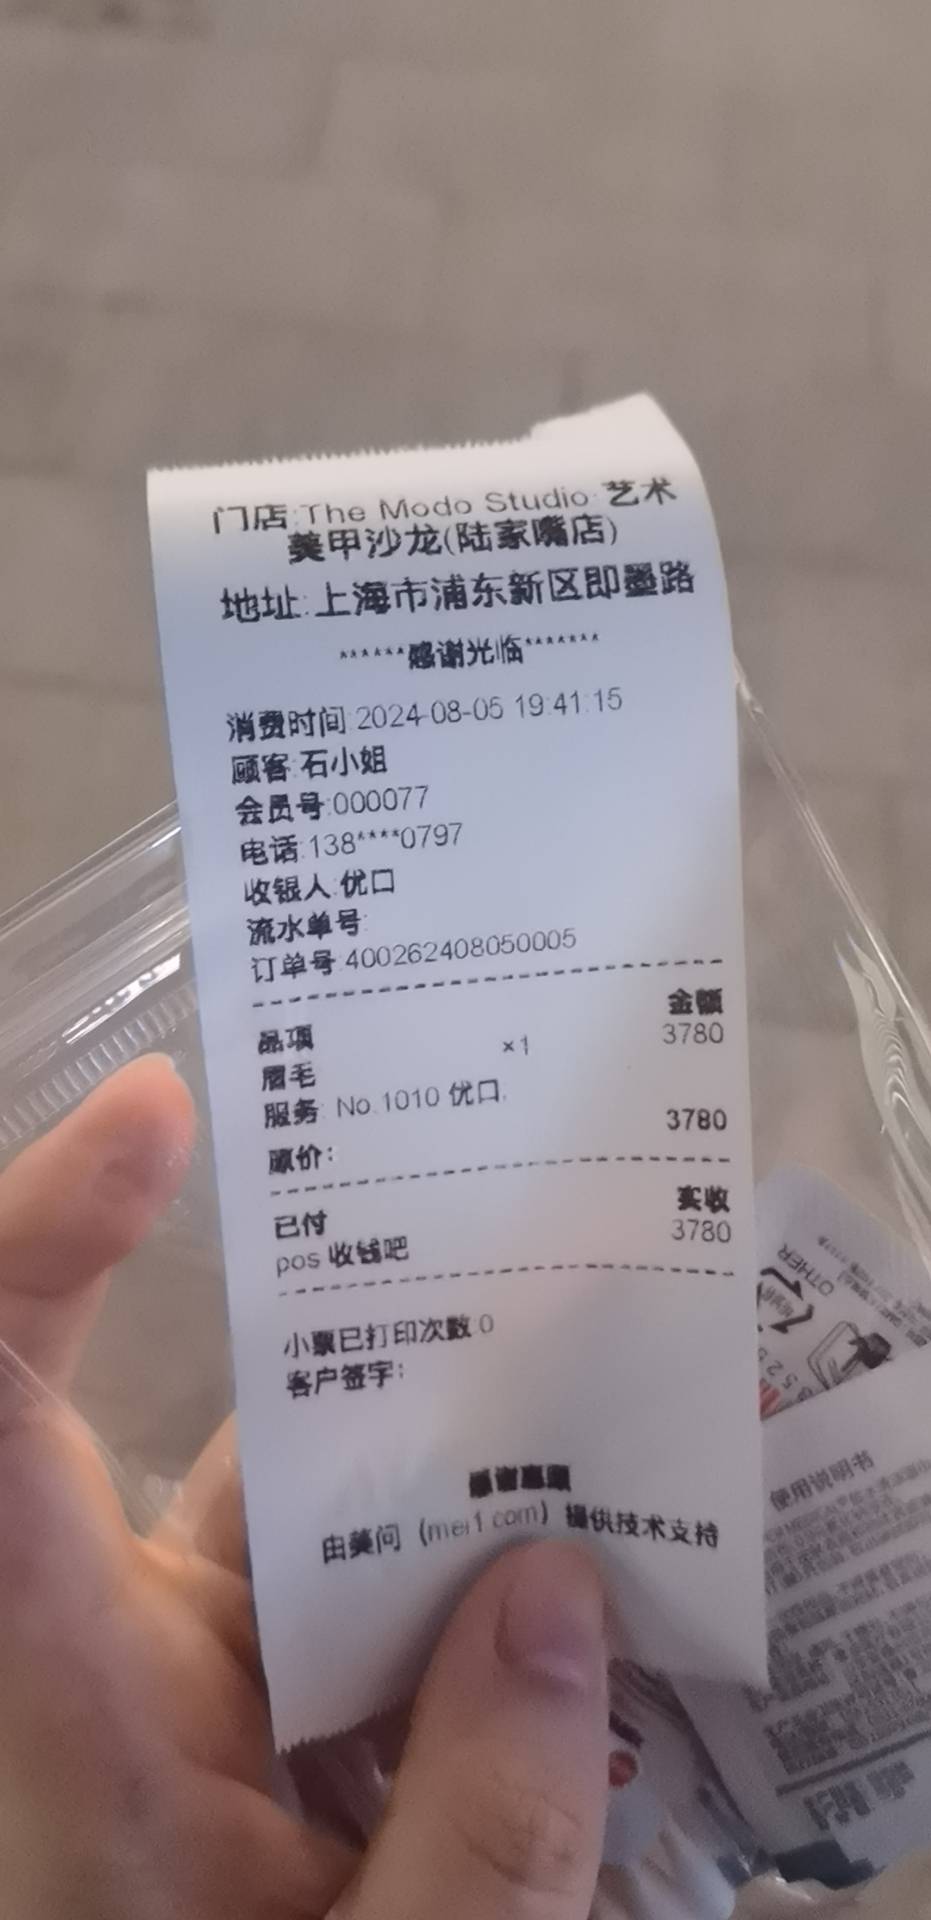 门店:The Modo Studio·艺术
美甲沙龙(陆家嘴店)
地址:上海市浦东新区即墨路
******感谢光临*******
消费时间:2024-08-05 19:41:15
顾客:石小姐
会员号:000077
电话:138****0797
收银人:优口
流水单号:
订单号:400262408050005
金额
品项 ×1 3780
眉毛
服务: No.1010 优口,
原价: 3780
已付 实收
pos 收钱吧 3780
小票已打印次数:0
客户签字:
感谢惠顾
由美问（mei1.com）提供技术支持
OTHER
使用说明书